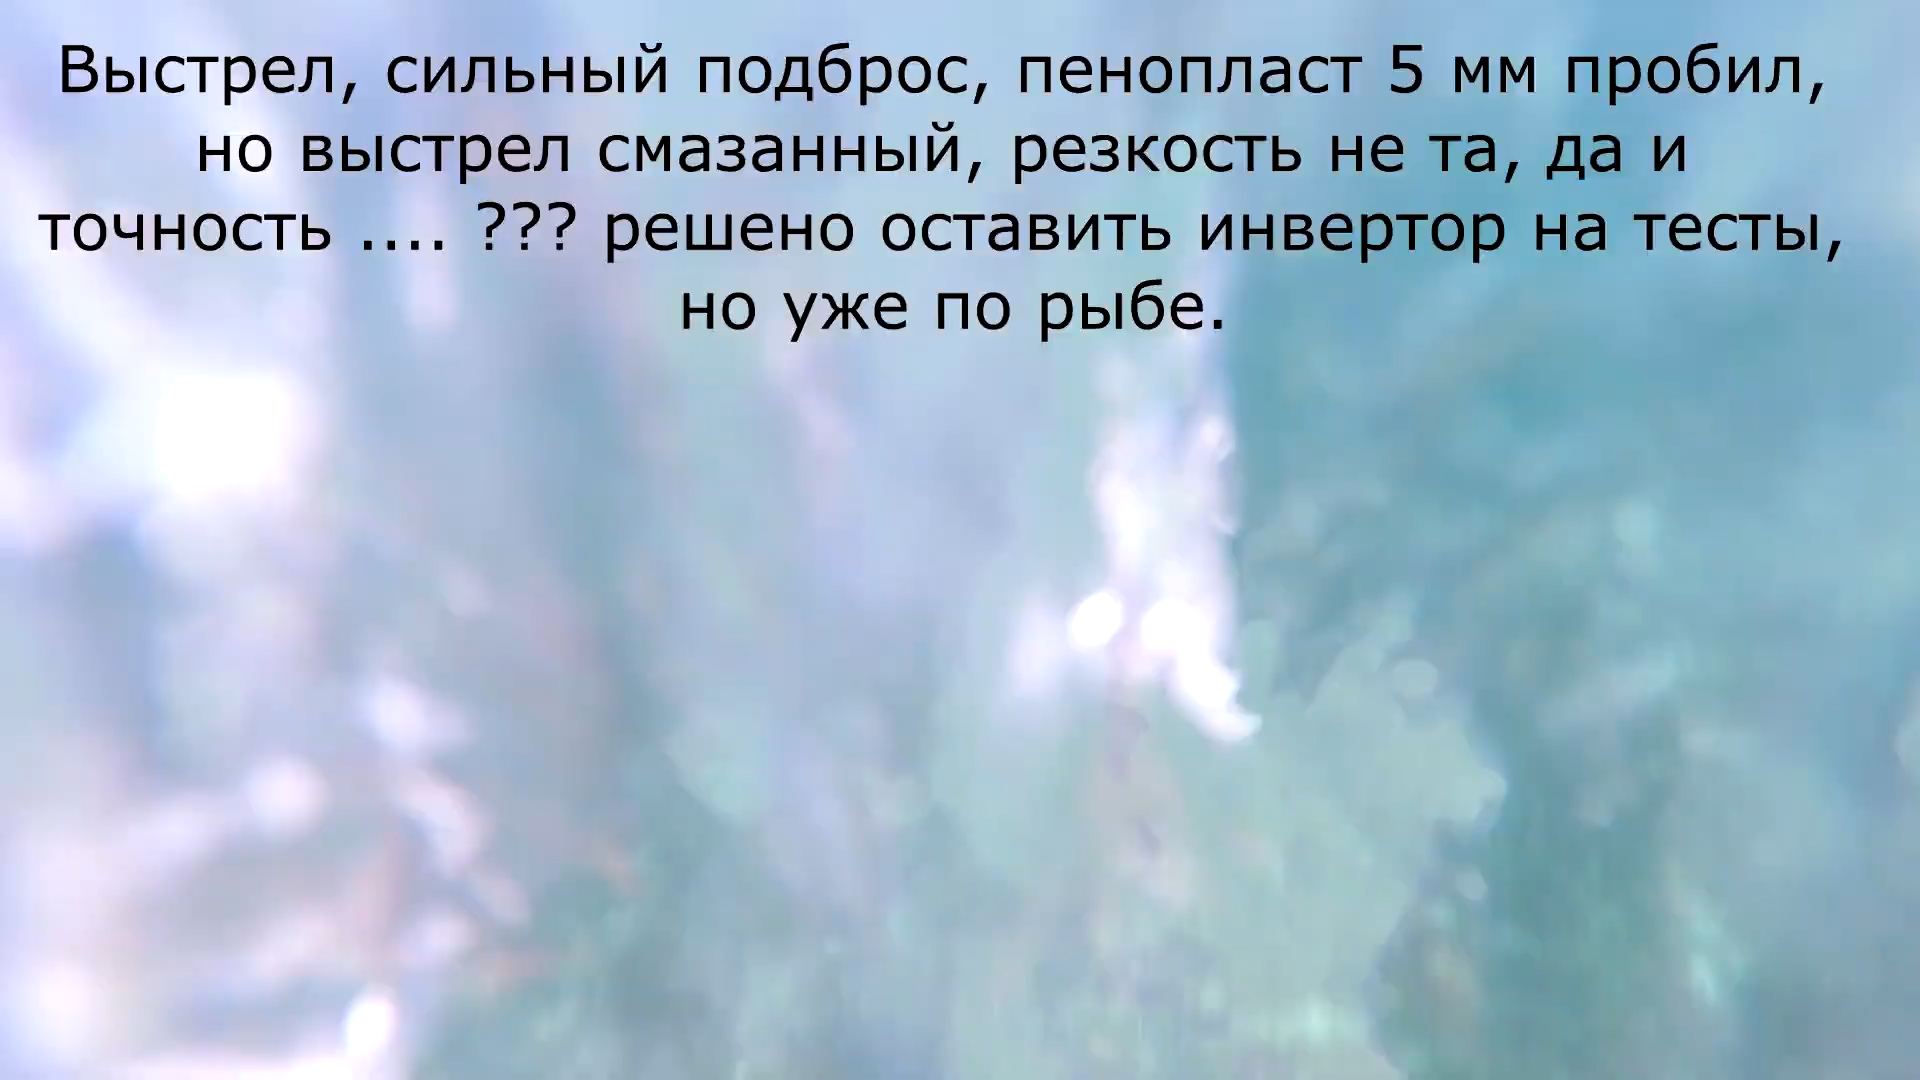 Выстрел, сильный подброс, пенопласт 5 мм пробил,
но выстрел смазанный, резкость не та, да и
точность .... ??? решено оставить инвертор на тесты,
но уже по рыбе.